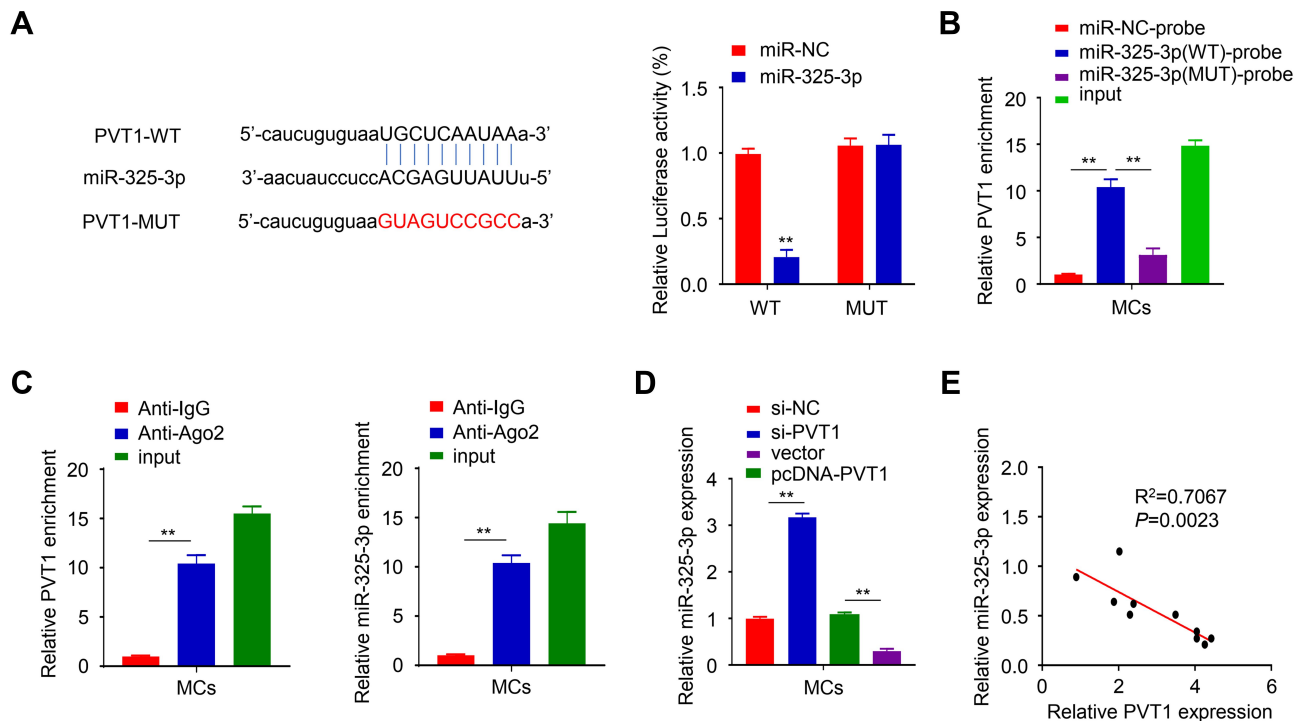 A
PVT1-WT 5'-caucuguguaaUGCUCAAUAAa-3'
miR-325-3p 3'-aacuauccuccACGAGUUAUUu-5'
PVT1-MUT 5'-caucuguguaaGUAGUCCGCCa-3'
miR-NC
miR-325-3p
Relative Luciferase activity (%)
1.5
1.0
0.5
0.0
**
WT MUT
B
miR-NC-probe
miR-325-3p(WT)-probe
miR-325-3p(MUT)-probe
input
Relative PVT1 enrichment
20
15
10
5
0
** **
MCs
C
Anti-IgG
Anti-Ago2
input
Relative PVT1 enrichment
20
15
10
5
0
**
MCs
Anti-IgG
Anti-Ago2
input
Relative miR-325-3p enrichment
20
15
10
5
0
**
MCs
D
si-NC
si-PVT1
vector
pcDNA-PVT1
Relative miR-325-3p expression
4
3
2
1
0
**
**
MCs
E
Relative miR-325-3p expression
2.0
1.5
1.0
0.5
0.0
R²=0.7067
P=0.0023
0 2 4 6
Relative PVT1 expression